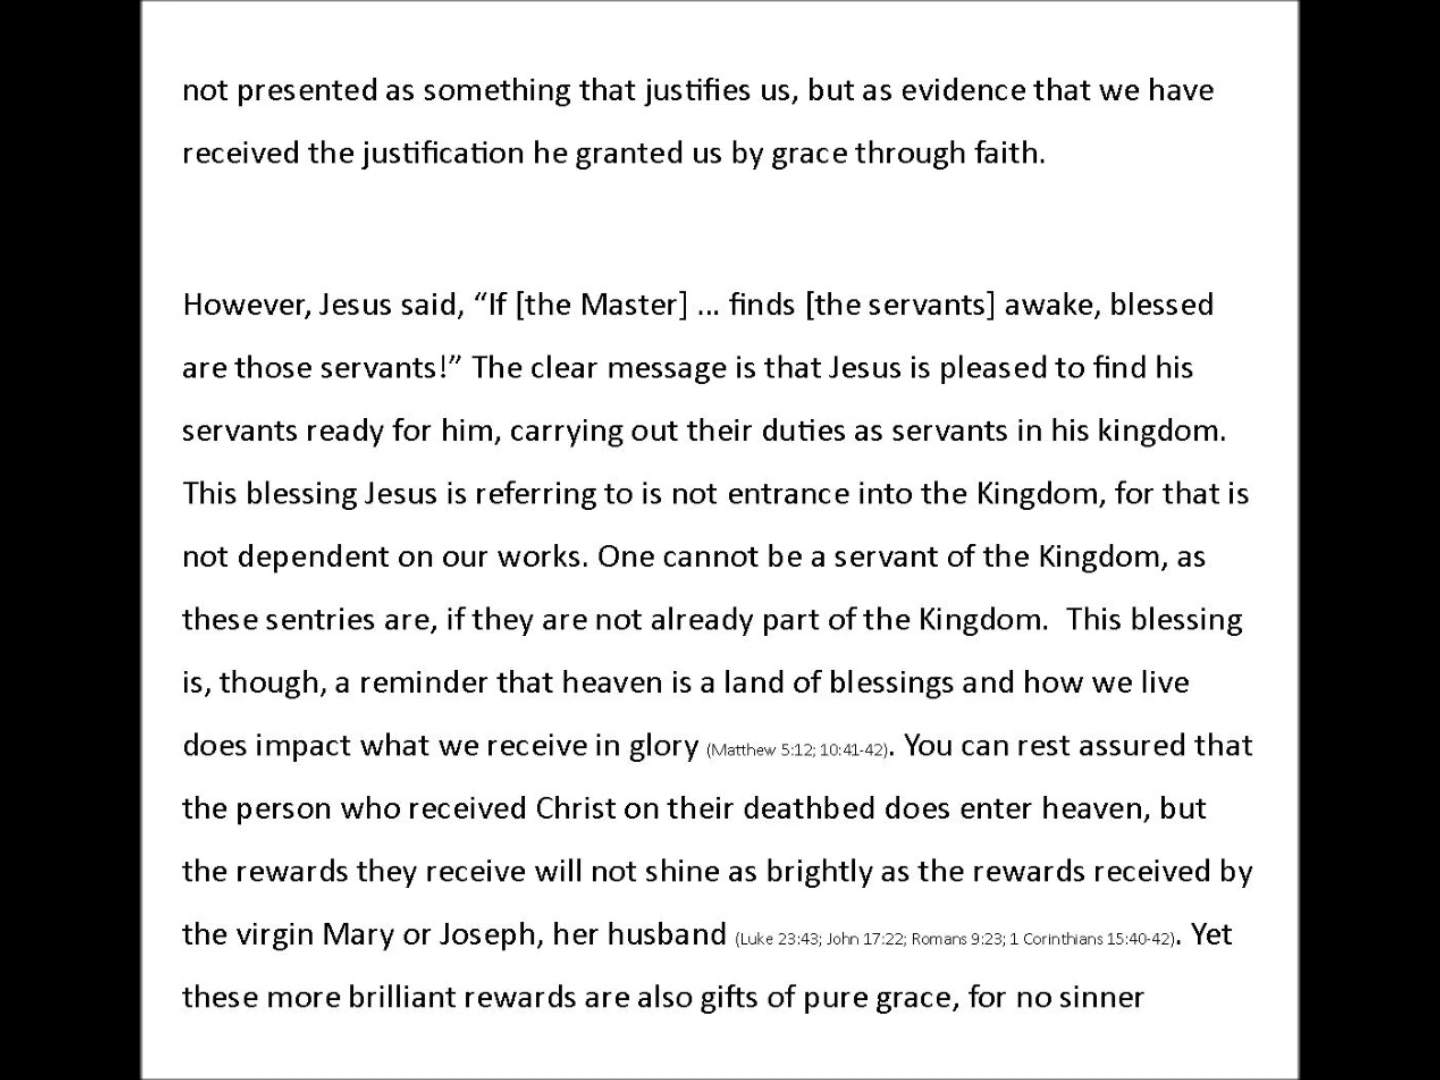 not presented as something that justifies us, but as evidence that we have
received the justification he granted us by grace through faith.
However, Jesus said, “If [the Master] ... finds [the servants] awake, blessed
are those servants!” The clear message is that Jesus is pleased to find his
servants ready for him, carrying out their duties as servants in his kingdom.
This blessing Jesus is referring to is not entrance into the Kingdom, for that is
not dependent on our works. One cannot be a servant of the Kingdom, as
these sentries are, if they are not already part of the Kingdom.  This blessing
is, though, a reminder that heaven is a land of blessings and how we live
does impact what we receive in glory (Matthew 5:12; 10:41-42). You can rest assured that
the person who received Christ on their deathbed does enter heaven, but
the rewards they receive will not shine as brightly as the rewards received by
the virgin Mary or Joseph, her husband (Luke 23:43; John 17:22; Romans 9:23; 1 Corinthians 15:40-42). Yet
these more brilliant rewards are also gifts of pure grace, for no sinner